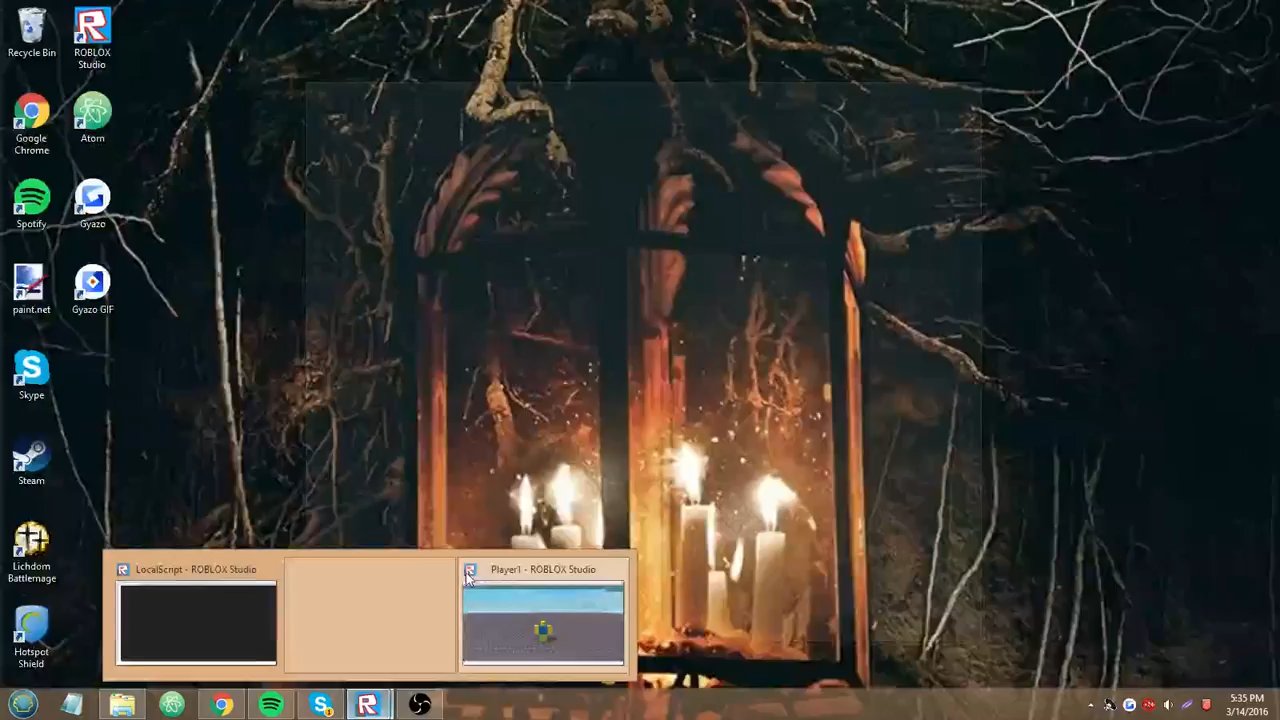 Recycle Bin
ROBLOX
Studio
Google
Chrome
Atom
Spotify
Gyazo
paint.net
Gyazo GIF
Skype
Steam
Lichdom
Battlemage
Hotspot
Shield
LocalScript - ROBLOX Studio
Player1 - ROBLOX Studio
5:35 PM
3/14/2016